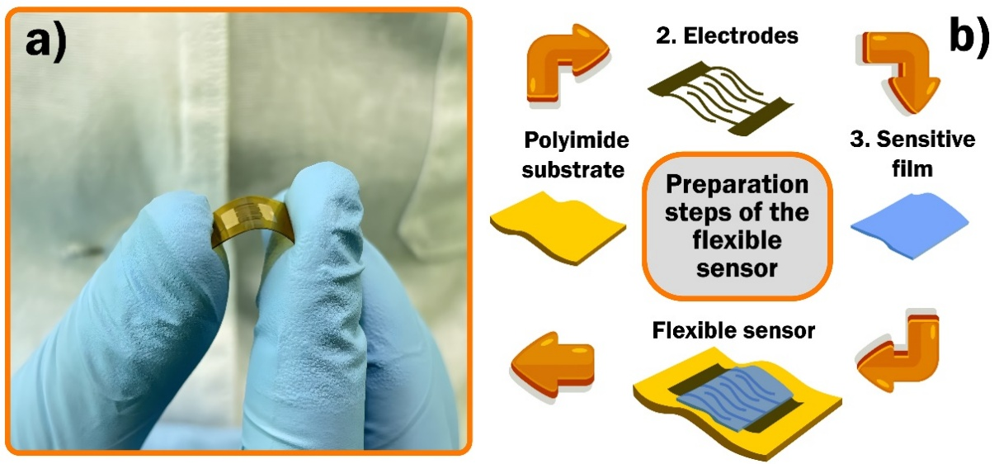 a)
b)
2. Electrodes
Polyimide
substrate
3. Sensitive
film
Preparation
steps of the
flexible
sensor
Flexible sensor